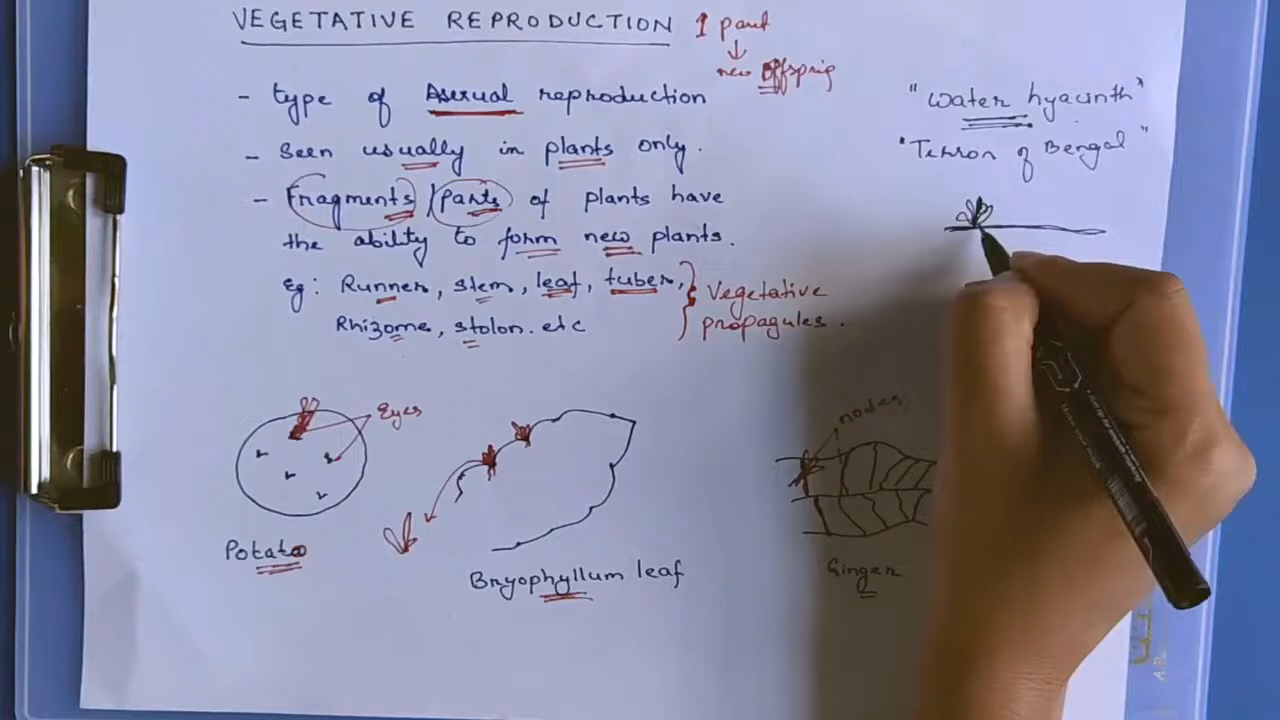 VEGETATIVE REPRODUCTION
1 part
new offspring
- type of Asexual reproduction
- Seen usually in plants only.
- Fragments / parts of plants have
the ability to form new plants.
Eg: Runner, stem, leaf, tuber,
Rhizome, stolon. etc
Vegetative
propagules.
"Water hyacinth"
"Terror of Bengal"
Eyes
Potato
Bryophyllum leaf
nodes
Ginger